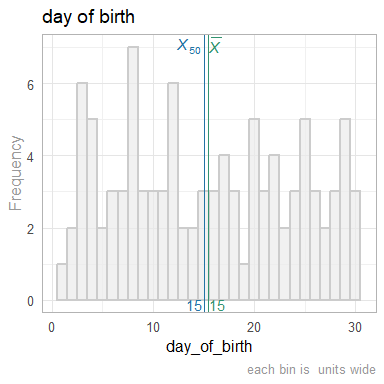 day of birth
X50 X
6
4
2
0
Frequency
15 15
0 10 20 30
day_of_birth
each bin is units wide